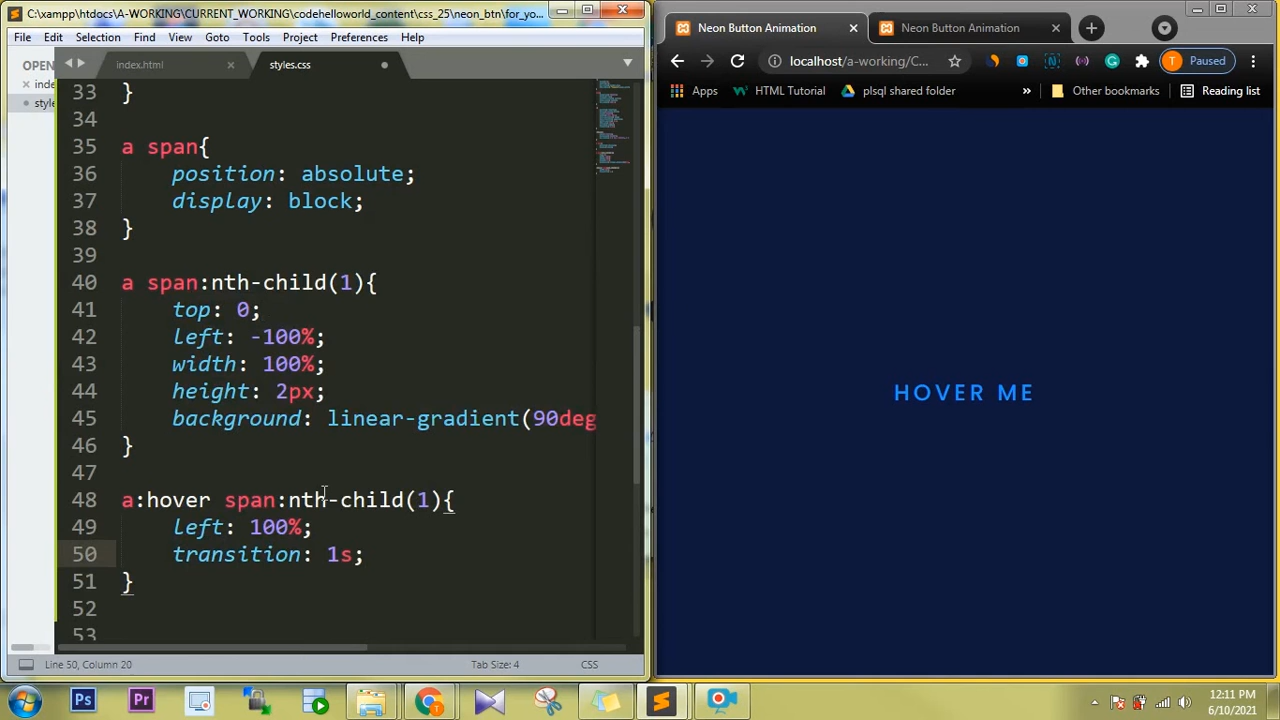 C:\xampp\htdocs\A-WORKING\CURRENT_WORKING\codehelloworld_content\css_25\neon_btn\for_yo...
File Edit Selection Find View Goto Tools Project Preferences Help
OPEN
index.html
styles.css
inde
style
33 }
34
35 a span{
36 position: absolute;
37 display: block;
38 }
39
40 a span:nth-child(1){
41 top: 0;
42 left: -100%;
43 width: 100%;
44 height: 2px;
45 background: linear-gradient(90deg
46 }
47
48 a:hover span:nth-child(1){
49 left: 100%;
50 transition: 1s;
51 }
52
53
Line 50, Column 20
Tab Size: 4
CSS
Neon Button Animation
Neon Button Animation
localhost/a-working/C...
T Paused
Apps HTML Tutorial plsql shared folder » Other bookmarks Reading list
HOVER ME
Ps Pr
12:11 PM
6/10/2021